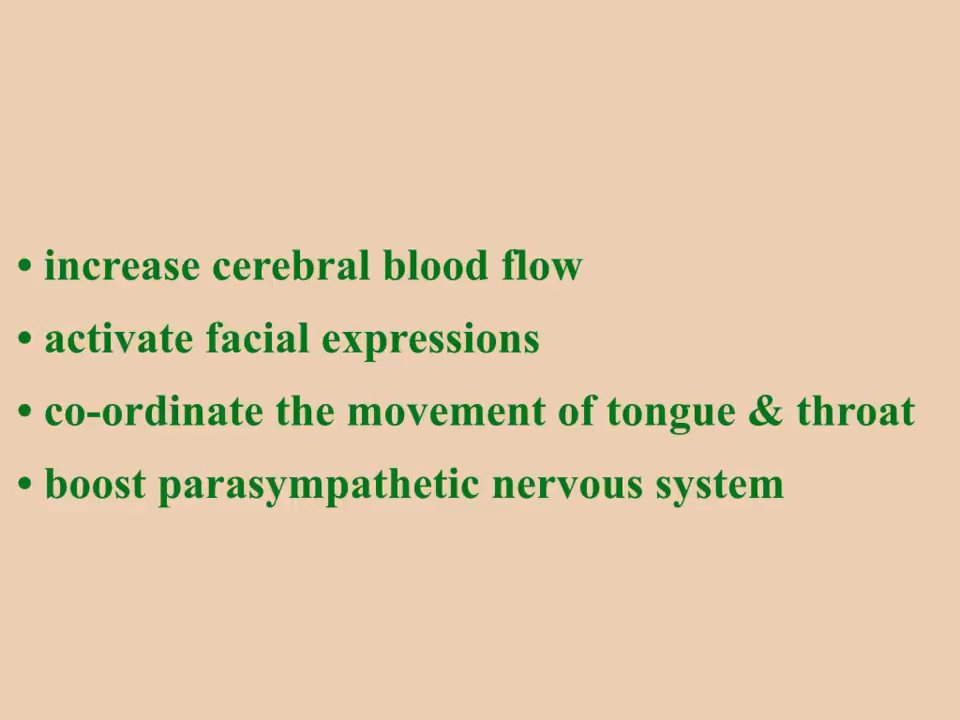 • increase cerebral blood flow
• activate facial expressions
• co-ordinate the movement of tongue & throat
• boost parasympathetic nervous system